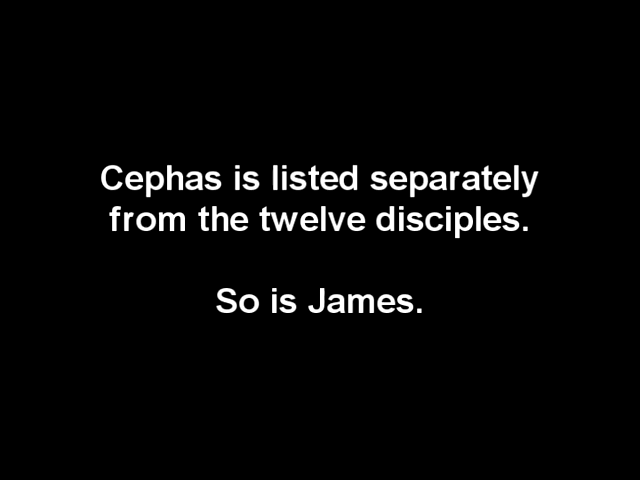 Cephas is listed separately
from the twelve disciples.
So is James.